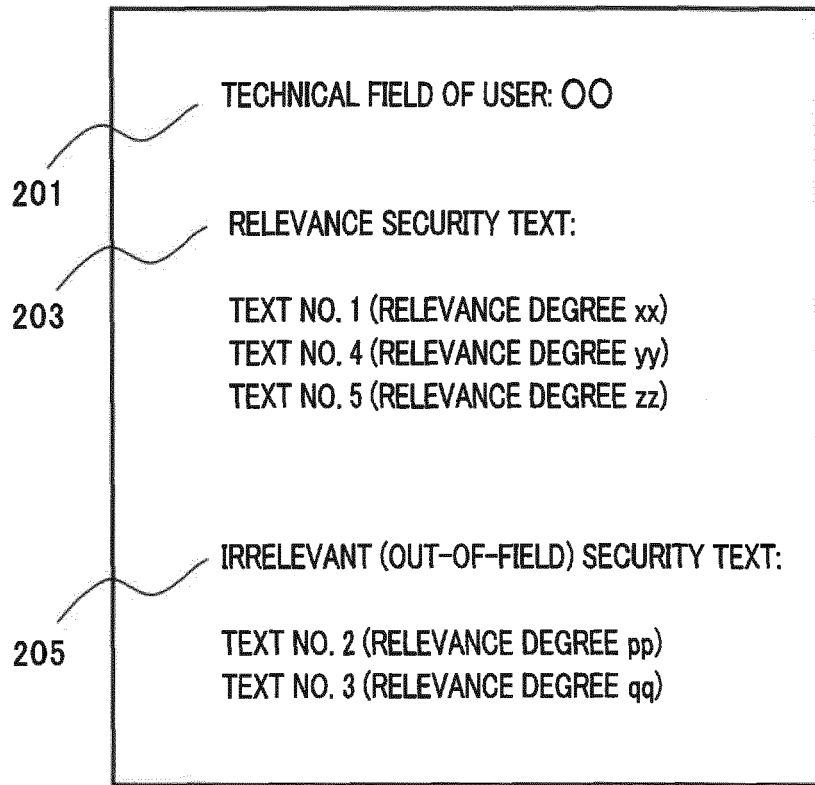 TECHNICAL FIELD OF USER: ○○
201
RELEVANCE SECURITY TEXT:
203
TEXT NO. 1 (RELEVANCE DEGREE xx)
TEXT NO. 4 (RELEVANCE DEGREE yy)
TEXT NO. 5 (RELEVANCE DEGREE zz)
IRRELEVANT (OUT-OF-FIELD) SECURITY TEXT:
205
TEXT NO. 2 (RELEVANCE DEGREE pp)
TEXT NO. 3 (RELEVANCE DEGREE qq)